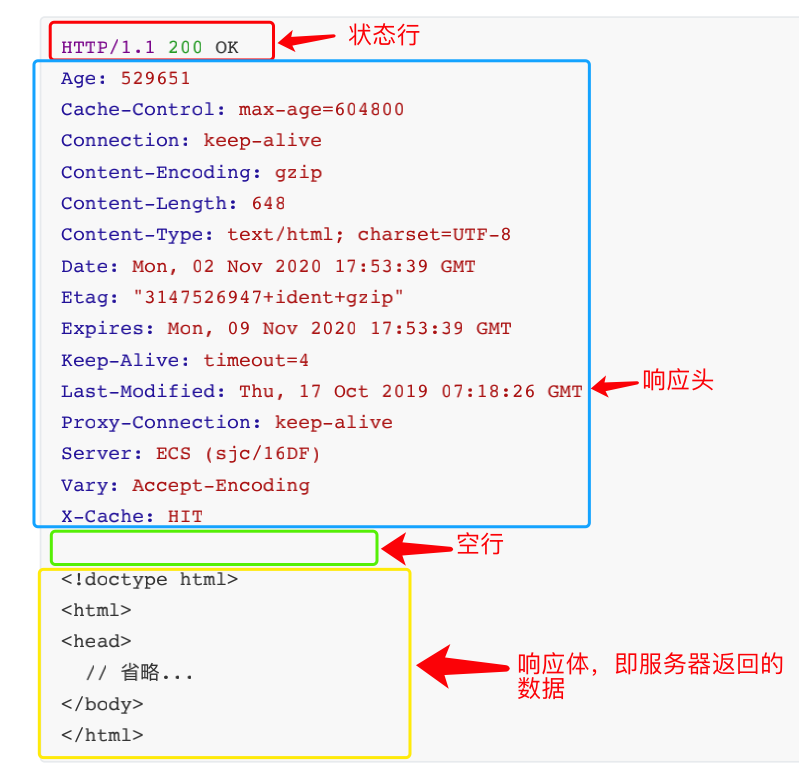 HTTP/1.1 200 OK
状态行
Age: 529651
Cache-Control: max-age=604800
Connection: keep-alive
Content-Encoding: gzip
Content-Length: 648
Content-Type: text/html; charset=UTF-8
Date: Mon, 02 Nov 2020 17:53:39 GMT
Etag: "3147526947+ident+gzip"
Expires: Mon, 09 Nov 2020 17:53:39 GMT
Keep-Alive: timeout=4
Last-Modified: Thu, 17 Oct 2019 07:18:26 GMT
响应头
Proxy-Connection: keep-alive
Server: ECS (sjc/16DF)
Vary: Accept-Encoding
X-Cache: HIT
空行
<!doctype html>
<html>
<head>
// 省略...
</body>
</html>
响应体，即服务器返回的
数据